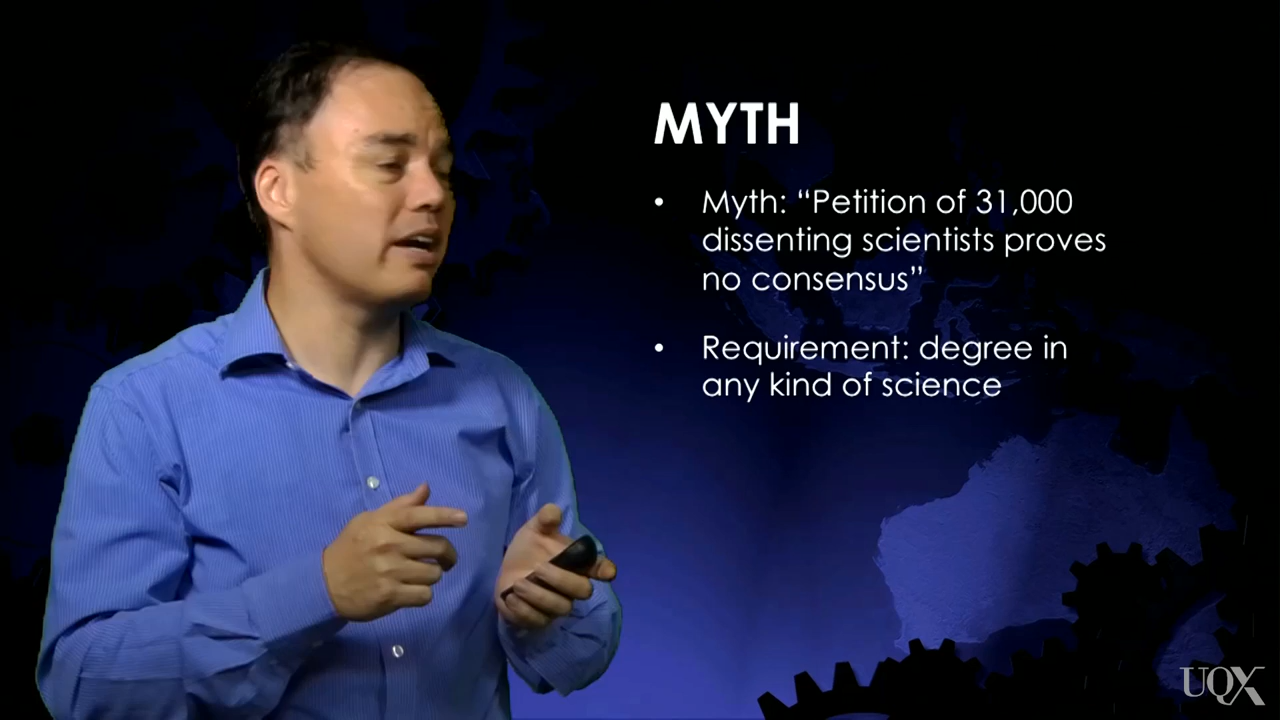 MYTH
• Myth: “Petition of 31,000
dissenting scientists proves
no consensus”
• Requirement: degree in
any kind of science
UQX